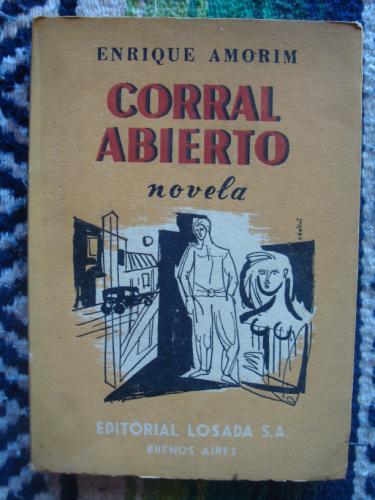 ENRIQUE AMORIM
CORRAL
ABIERTO
novela
EDITORIAL LOSADA S.A.
BUENOS AIRES